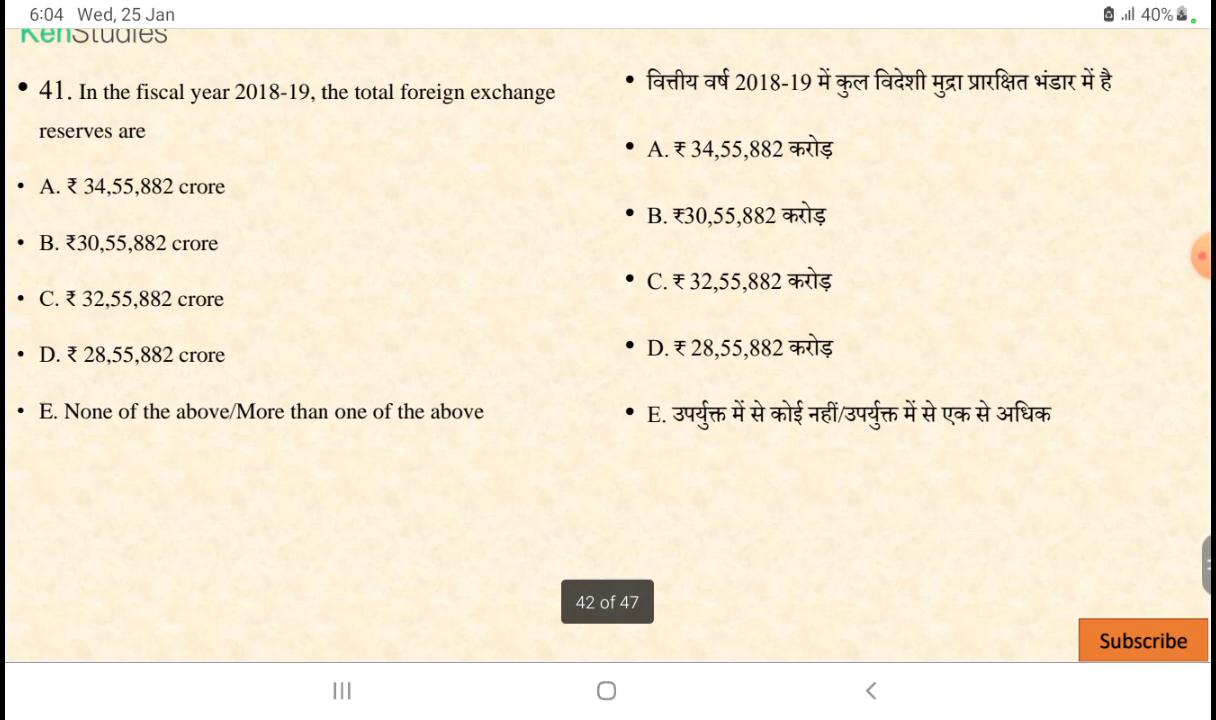 6:04 Wed, 25 Jan
40%
KenStudies
• 41. In the fiscal year 2018-19, the total foreign exchange
reserves are
• A. ₹ 34,55,882 crore
• B. ₹30,55,882 crore
• C. ₹ 32,55,882 crore
• D. ₹ 28,55,882 crore
• E. None of the above/More than one of the above
• वित्तीय वर्ष 2018-19 में कुल विदेशी मुद्रा प्रारक्षित भंडार में है
• A. ₹ 34,55,882 करोड़
• B. ₹30,55,882 करोड़
• C. ₹ 32,55,882 करोड़
• D. ₹ 28,55,882 करोड़
• E. उपर्युक्त में से कोई नहीं/उपर्युक्त में से एक से अधिक
42 of 47
Subscribe